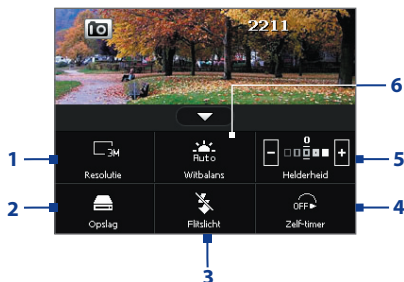 2211
6
3M
Auto
0
- +
1
5
Resolutie
Witbalans
Helderheid
OFF
2
4
Opslag
Flitslicht
Zelf-timer
3